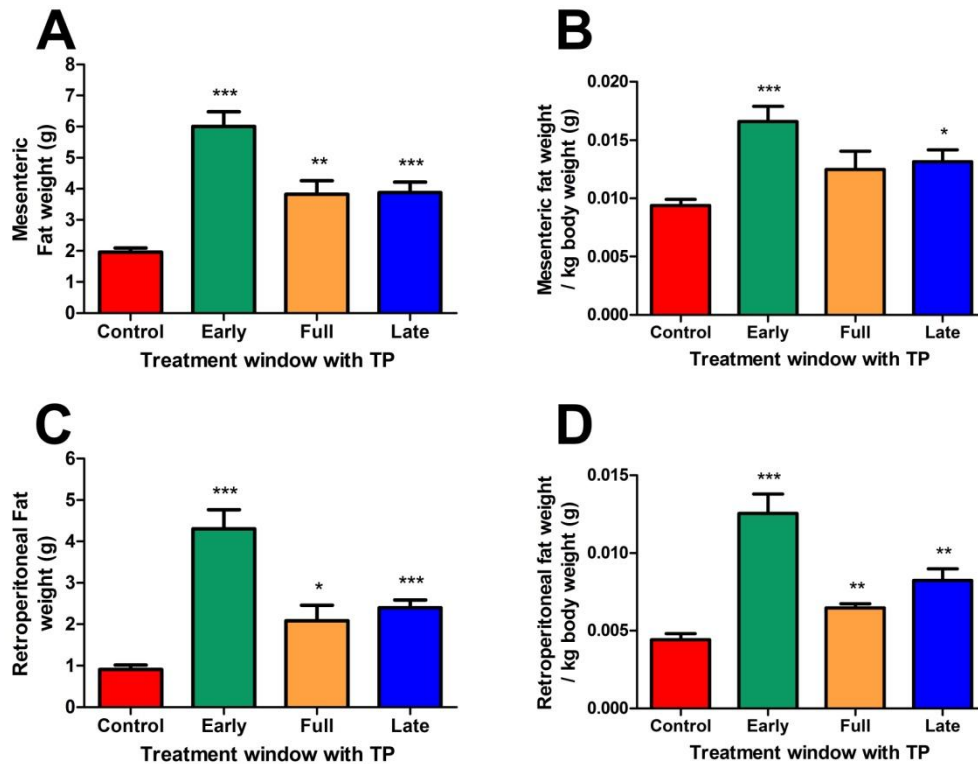 A
Mesenteric
Fat weight (g)
8
7
6
5
4
3
2
1
0
***
**
***
Control Early Full Late
Treatment window with TP
B
Mesenteric fat weight
/ kg body weight (g)
0.020
0.015
0.010
0.005
0.000
***
*
Control Early Full Late
Treatment window with TP
C
Retroperitoneal Fat
weight (g)
6
5
4
3
2
1
0
***
*
***
Control Early Full Late
Treatment window with TP
D
Retroperitoneal fat weight
/ kg body weight (g)
0.015
0.010
0.005
0.000
***
**
**
Control Early Full Late
Treatment window with TP